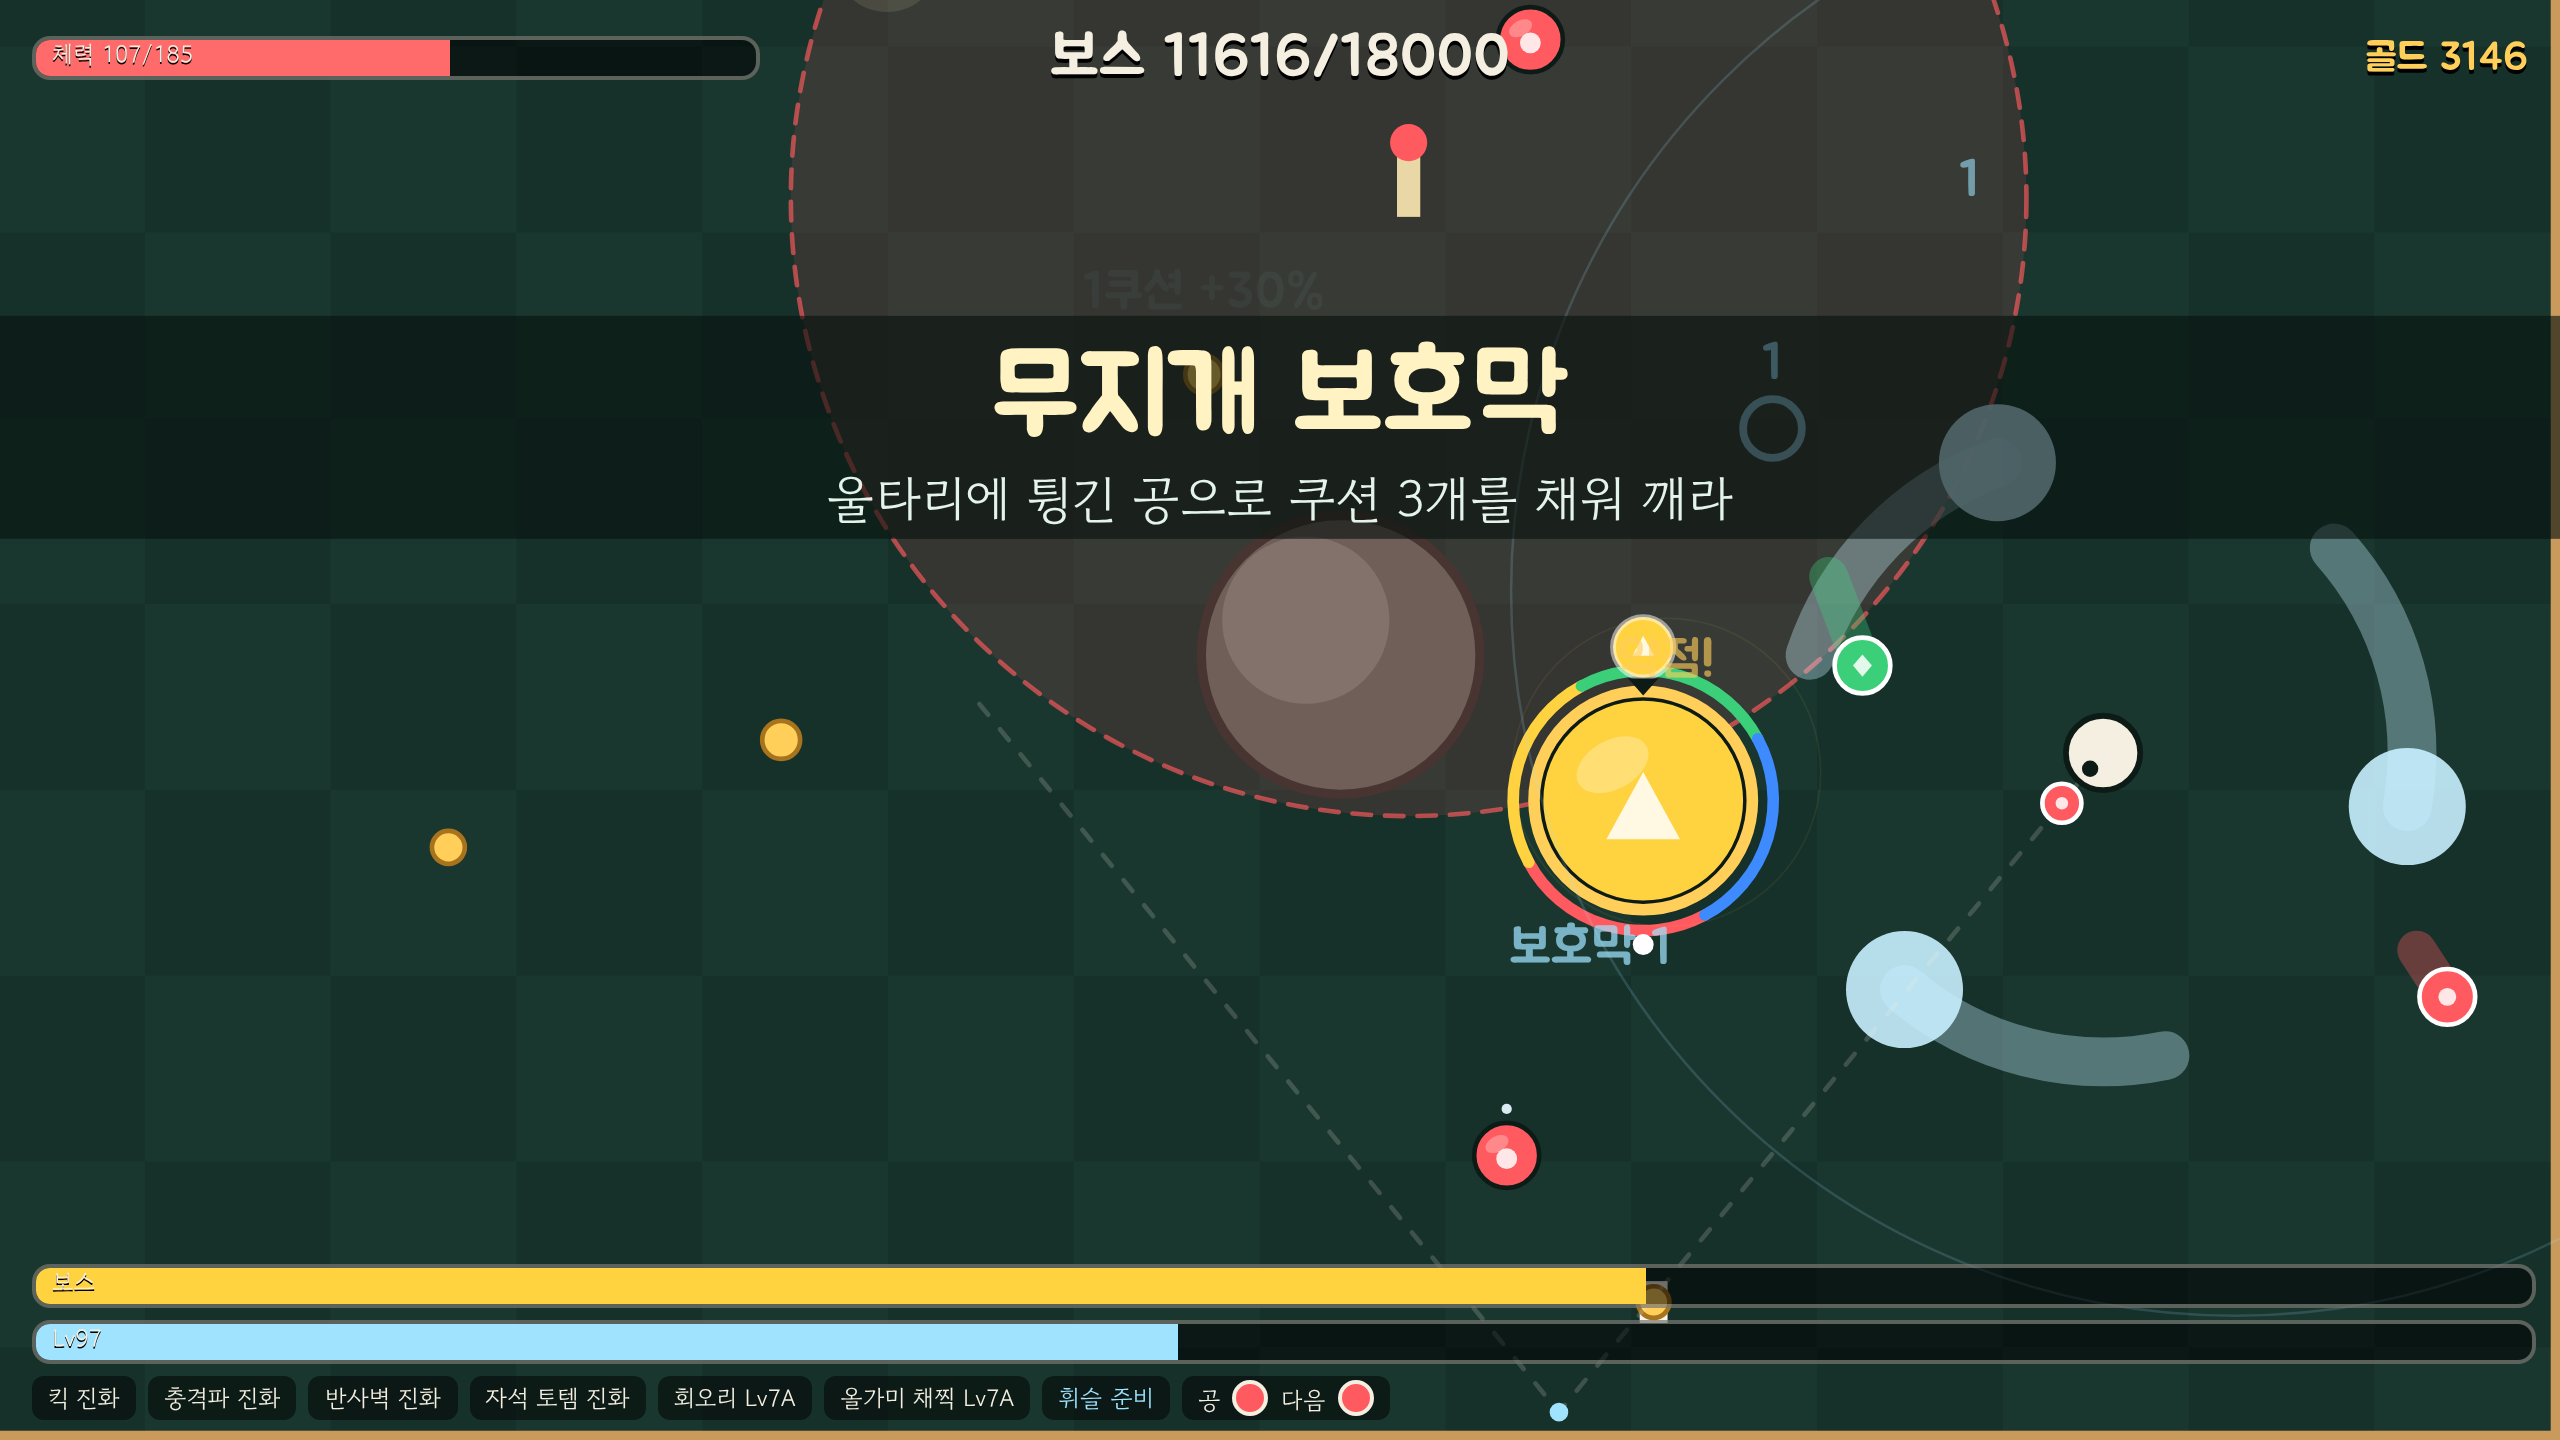 체력 107/185
보스 11616/18000
골드 3146
1
1쿠션 +30%
무지개 보호막
1
울타리에 튕긴 공으로 쿠션 3개를 채워 깨라
점!
보호막 1
보스
Lv97
킥 진화
충격파 진화
반사벽 진화
자석 토템 진화
회오리 Lv7A
올가미 채찍 Lv7A
휘슬 준비
공 다음